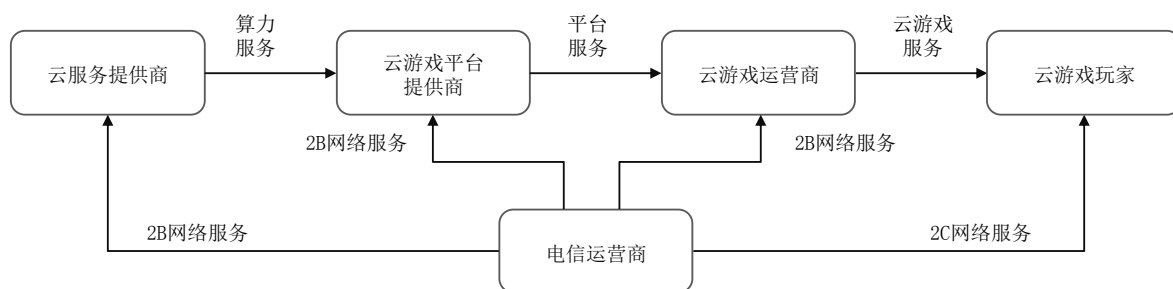 算力
服务
平台
服务
云游戏
服务
云服务提供商
云游戏平台
提供商
云游戏运营商
云游戏玩家
2B网络服务
2B网络服务
2B网络服务
2C网络服务
电信运营商